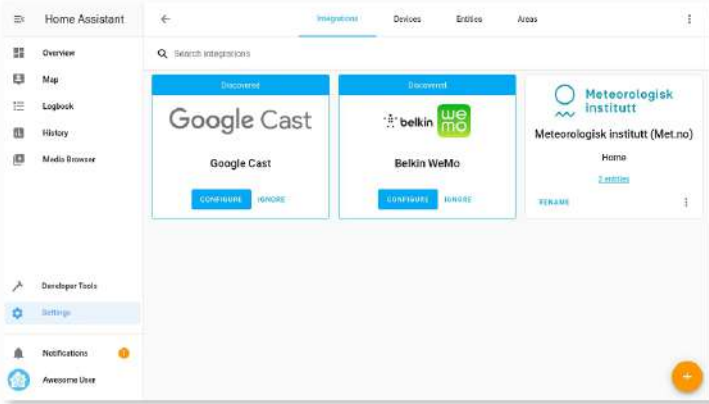 Home Assistant
Integrations
Devices
Entities
Areas
Overview
Map
Logbook
History
Media Browser
Developer Tools
Settings
Notifications
1
Awesome User
Search integrations
Discovered
Google Cast
Google Cast
CONFIGURE
IGNORE
Discovered
belkin
we
mo
Belkin WeMo
CONFIGURE
IGNORE
Meteorologisk
institutt
Meteorologisk institutt (Met.no)
Home
2 entities
RENAME